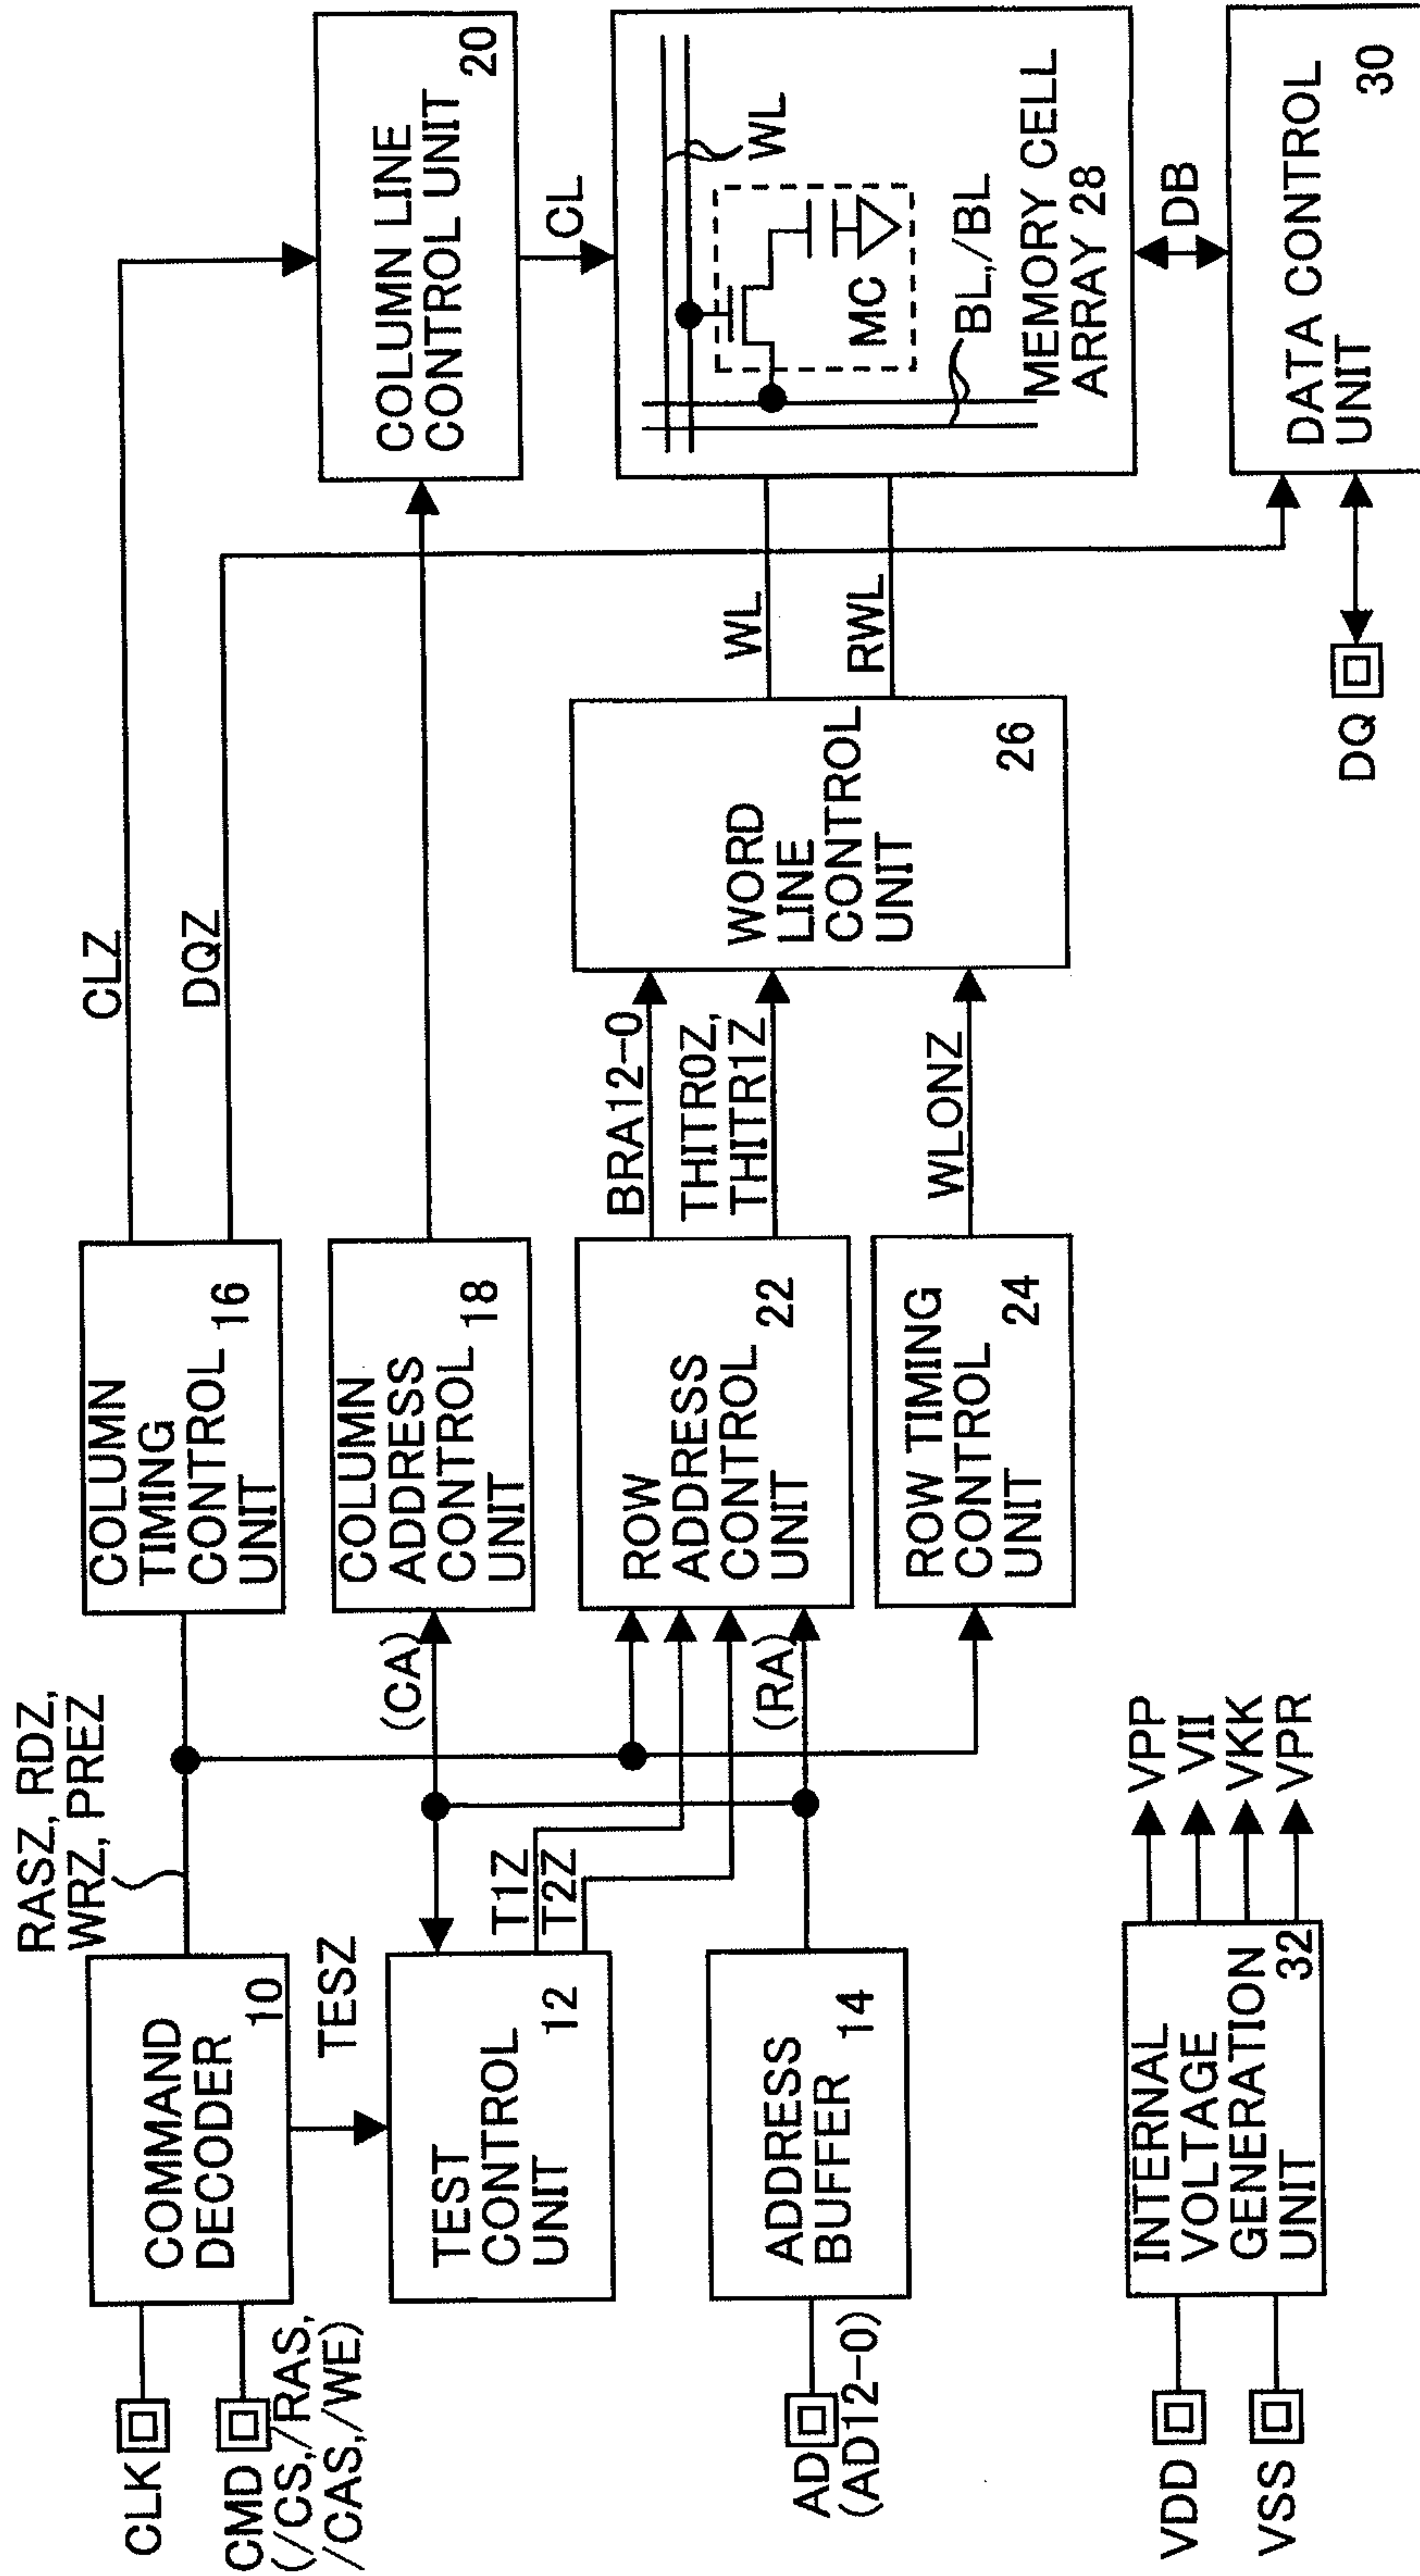 CLK
CMD
(/CS,/RAS,
/CAS,/WE)
COMMAND
DECODER
10
RASZ, RDZ,
WRZ, PREZ
TESZ
TEST
CONTROL
UNIT
12
T1Z
T2Z
AD
(AD12-0)
ADDRESS
BUFFER
14
(CA)
(RA)
COLUMN
TIMING
CONTROL
UNIT
16
CLZ
DQZ
COLUMN
ADDRESS
CONTROL
UNIT
18
ROW
ADDRESS
CONTROL
UNIT
22
BRA12-0
THITR0Z,
THITR1Z
ROW TIMING
CONTROL
UNIT
24
WLONZ
WORD
LINE
CONTROL
UNIT
26
WL
RWL
COLUMN LINE
CONTROL UNIT
20
CL
WL
MC
BL,/BL
MEMORY CELL
ARRAY 28
DB
DATA CONTROL
UNIT
30
DQ
VDD
VSS
INTERNAL
VOLTAGE
GENERATION
UNIT
32
VPP
VII
VKK
VPR